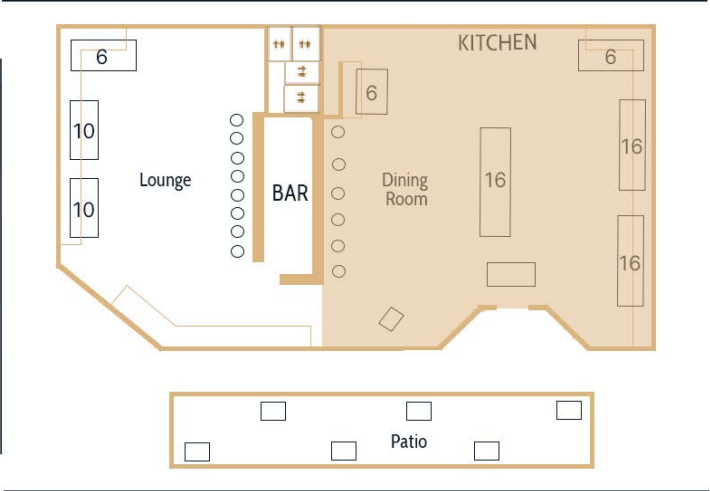 KITCHEN
6
6
6
10
16
Lounge
Dining
Room
BAR
16
10
16
Patio